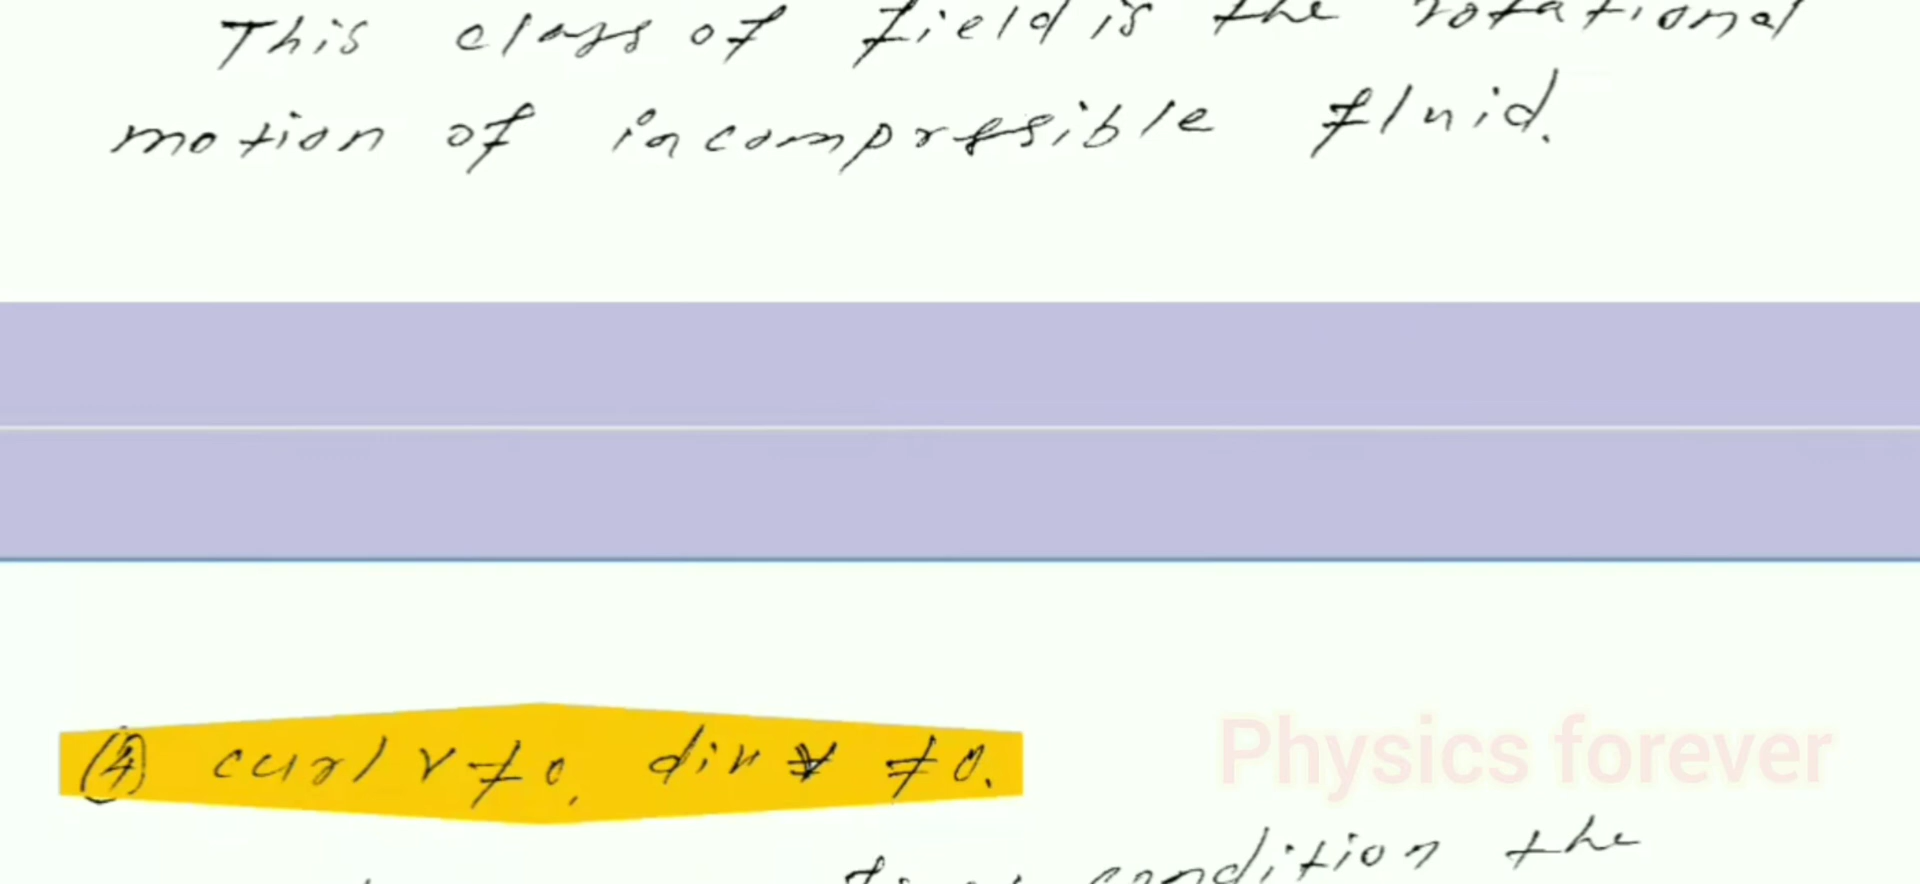 This class of field is the rotational
motion of incompressible fluid.
(4) curl v ≠ 0, div v ≠ 0.
Physics forever
condition the